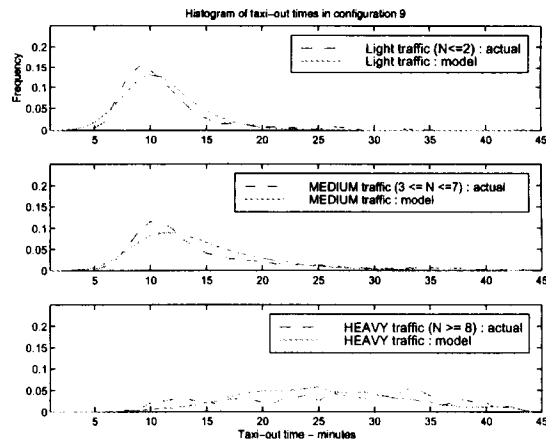 Histogram of taxi-out times in configuration 9
Frequency
0.2
0.15
0.1
0.05
0
Light traffic (N<=2) : actual
Light traffic : model
5 10 15 20 25 30 35 40 45
0.2
0.15
0.1
0.05
0
MEDIUM traffic (3 <= N <=7) : actual
MEDIUM traffic : model
5 10 15 20 25 30 35 40 45
0.2
0.15
0.1
0.05
0
HEAVY traffic (N >= 8) : actual
HEAVY traffic : model
5 10 15 20 25 30 35 40 45
Taxi-out time - minutes